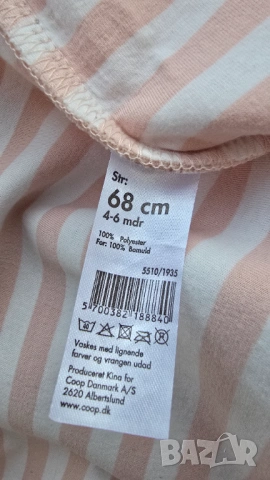 Str:
68 cm
4-6 mdr
100% Polyester
For: 100% Bomuld
5510/1935
5 700382 188840
Vaskes med lignende
farver og vrangen udad
Produceret Kina for
Coop Danmark A/S
2620 Albertslund
www.coop.dk
BAZAR